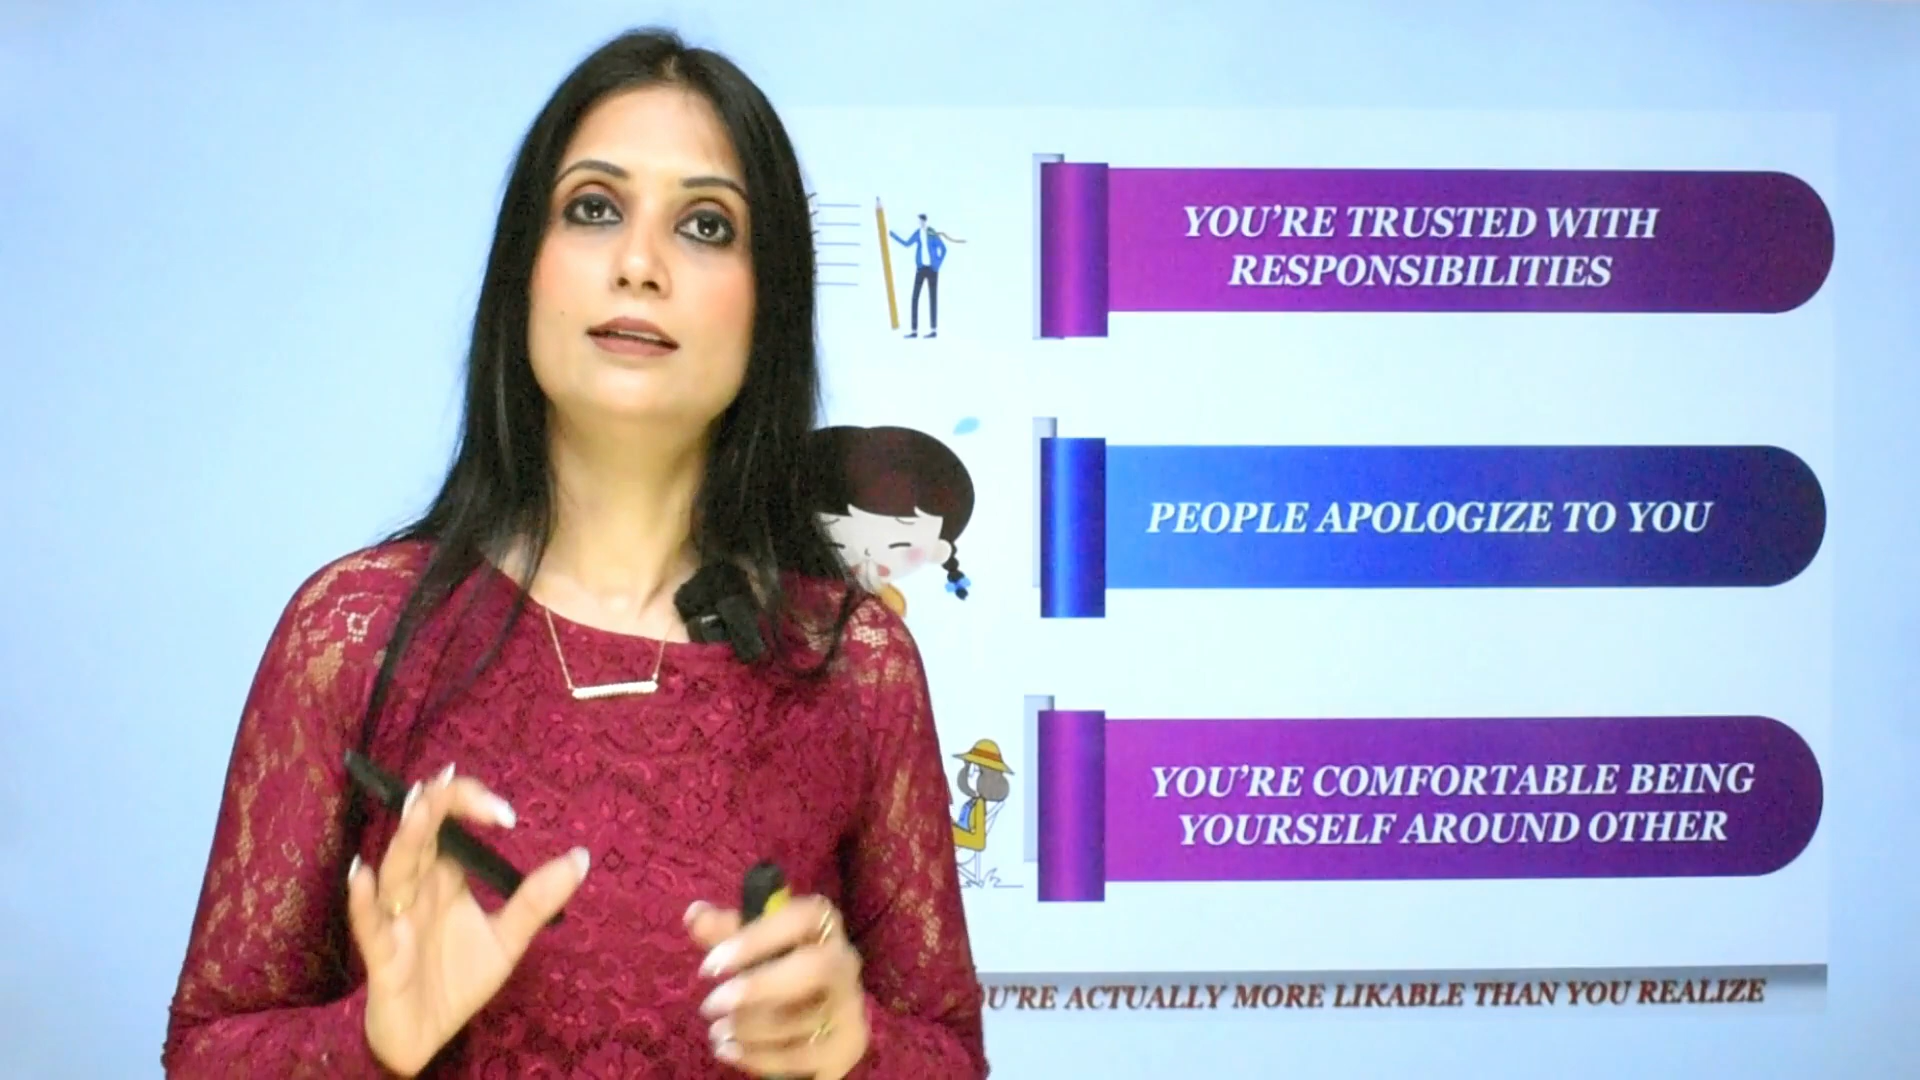 YOU’RE TRUSTED WITH
RESPONSIBILITIES
PEOPLE APOLOGIZE TO YOU
YOU’RE COMFORTABLE BEING
YOURSELF AROUND OTHER
ACTUALLY MORE LIKABLE THAN YOU REALIZE